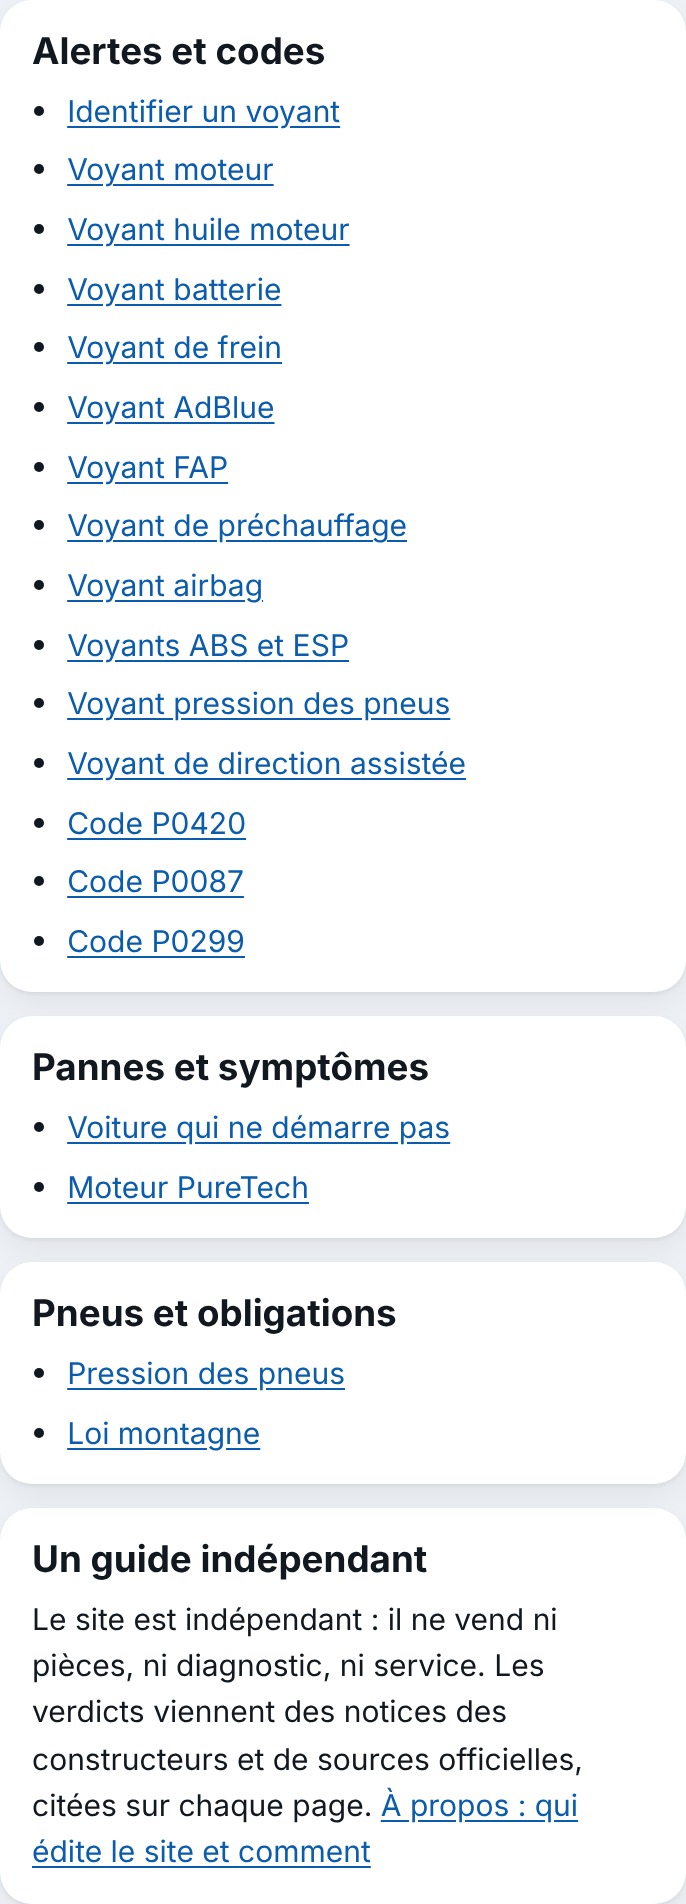 Alertes et codes
• Identifier un voyant
• Voyant moteur
• Voyant huile moteur
• Voyant batterie
• Voyant de frein
• Voyant AdBlue
• Voyant FAP
• Voyant de préchauffage
• Voyant airbag
• Voyants ABS et ESP
• Voyant pression des pneus
• Voyant de direction assistée
• Code P0420
• Code P0087
• Code P0299
Pannes et symptômes
• Voiture qui ne démarre pas
• Moteur PureTech
Pneus et obligations
• Pression des pneus
• Loi montagne
Un guide indépendant
Le site est indépendant : il ne vend ni
pièces, ni diagnostic, ni service. Les
verdicts viennent des notices des
constructeurs et de sources officielles,
citées sur chaque page. À propos : qui
édite le site et comment